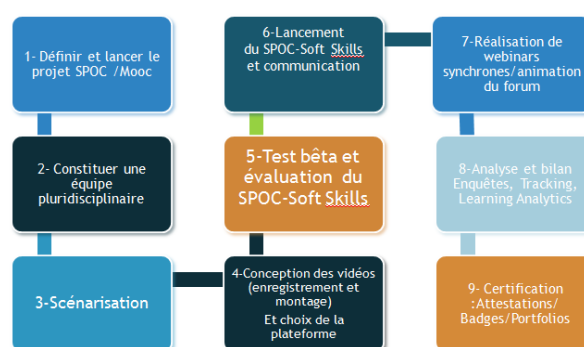 1- Définir et lancer le
projet SPOC /Mooc
2- Constituer une
équipe
pluridisciplinaire
3-Scénarisation
4-Conception des vidéos
(enregistrement et
montage)
Et choix de la
plateforme
5-Test bêta et
évaluation du
SPOC-Soft Skills
6-Lancement
du SPOC-Soft Skills
et communication
7-Réalisation de
webinars
synchrones/animation
du forum
8-Analyse et bilan
Enquêtes, Tracking,
Learning Analytics
9- Certification
:Attestations/
Badges/Portfolios